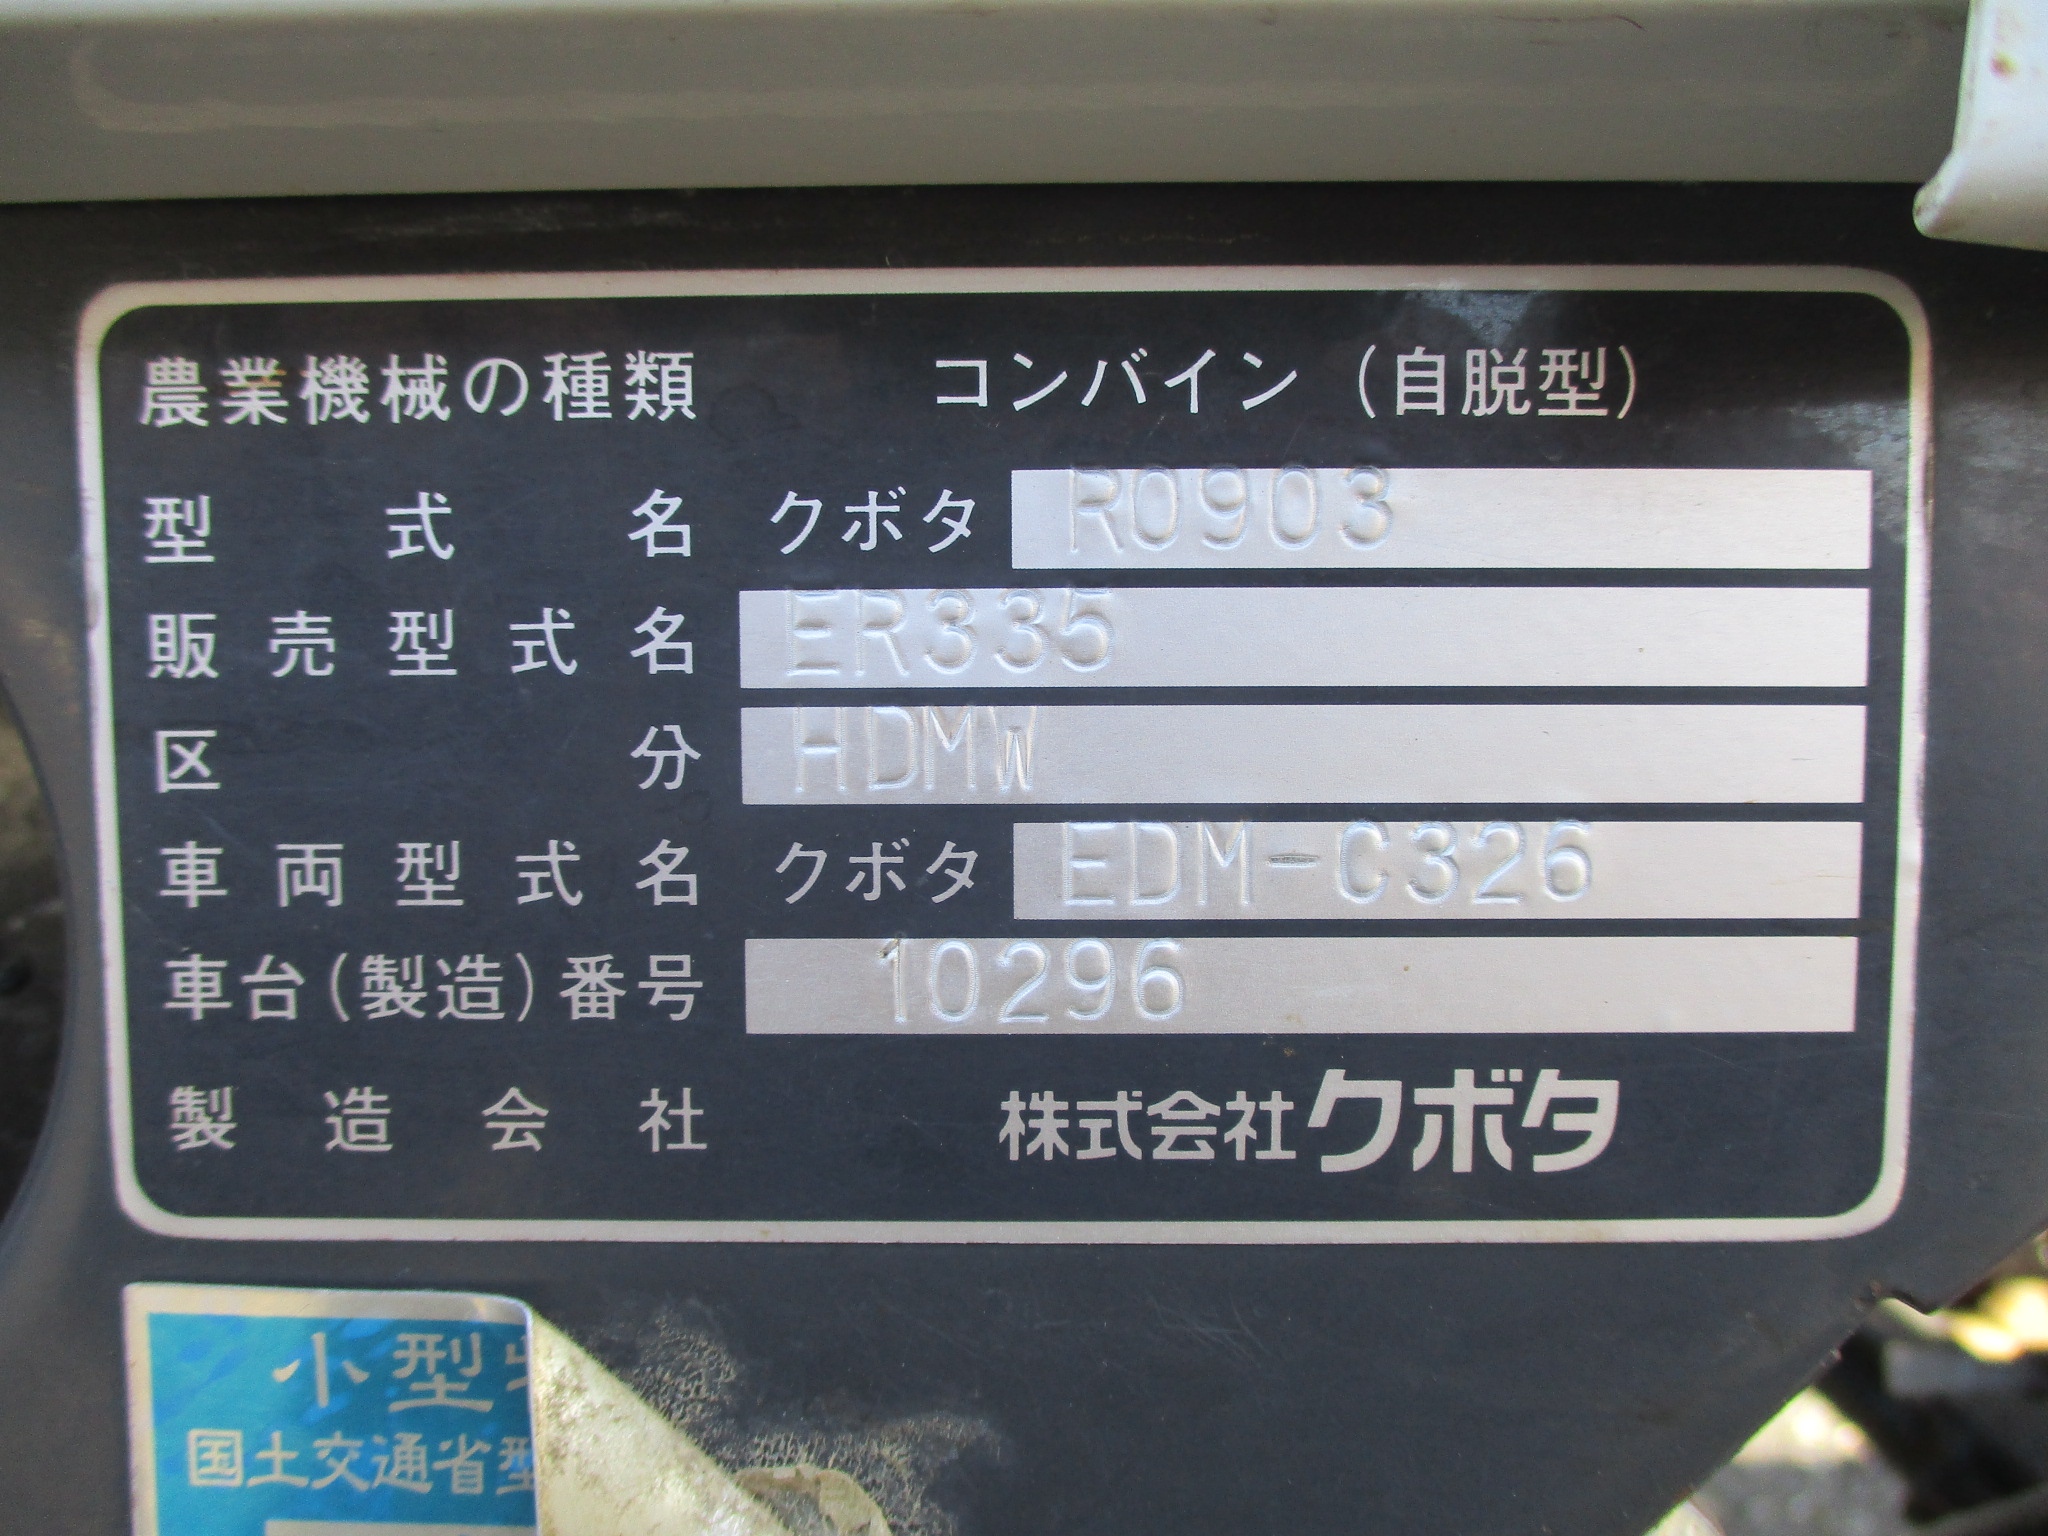 農業機械の種類 コンバイン(自脱型)
型式名 クボタ R0903
販売型式名 ER335
区分 HDMW
車両型式名 クボタ EDM-C326
車台(製造)番号 10296
製造会社 株式会社クボタ
小型
国土交通省型